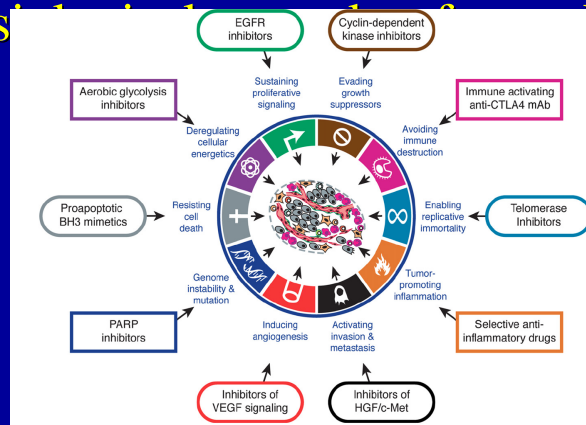 EGFR
inhibitors
Cyclin-dependent
kinase inhibitors
Sustaining
proliferative
signaling
Evading
growth
suppressors
Aerobic glycolysis
inhibitors
Immune activating
anti-CTLA4 mAb
Deregulating
cellular
energetics
Avoiding
immune
destruction
Proapoptotic
BH3 mimetics
Resisting
cell
death
Enabling
replicative
immortality
Telomerase
Inhibitors
Genome
instability &
mutation
Tumor-
promoting
inflammation
PARP
inhibitors
Inducing
angiogenesis
Activating
invasion &
metastasis
Selective anti-
inflammatory drugs
Inhibitors of
VEGF signaling
Inhibitors of
HGF/c-Met